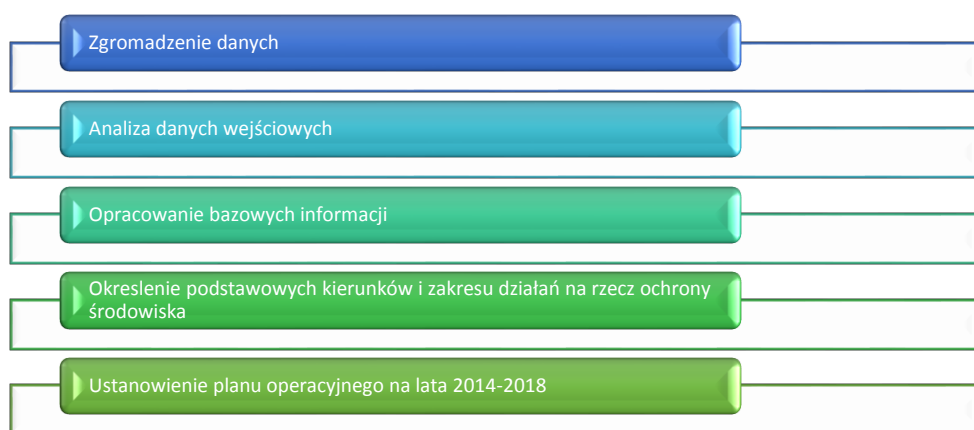 Zgromadzenie danych
Analiza danych wejściowych
Opracowanie bazowych informacji
Okreslenie podstawowych kierunków i zakresu działań na rzecz ochrony
środowiska
Ustanowienie planu operacyjnego na lata 2014-2018